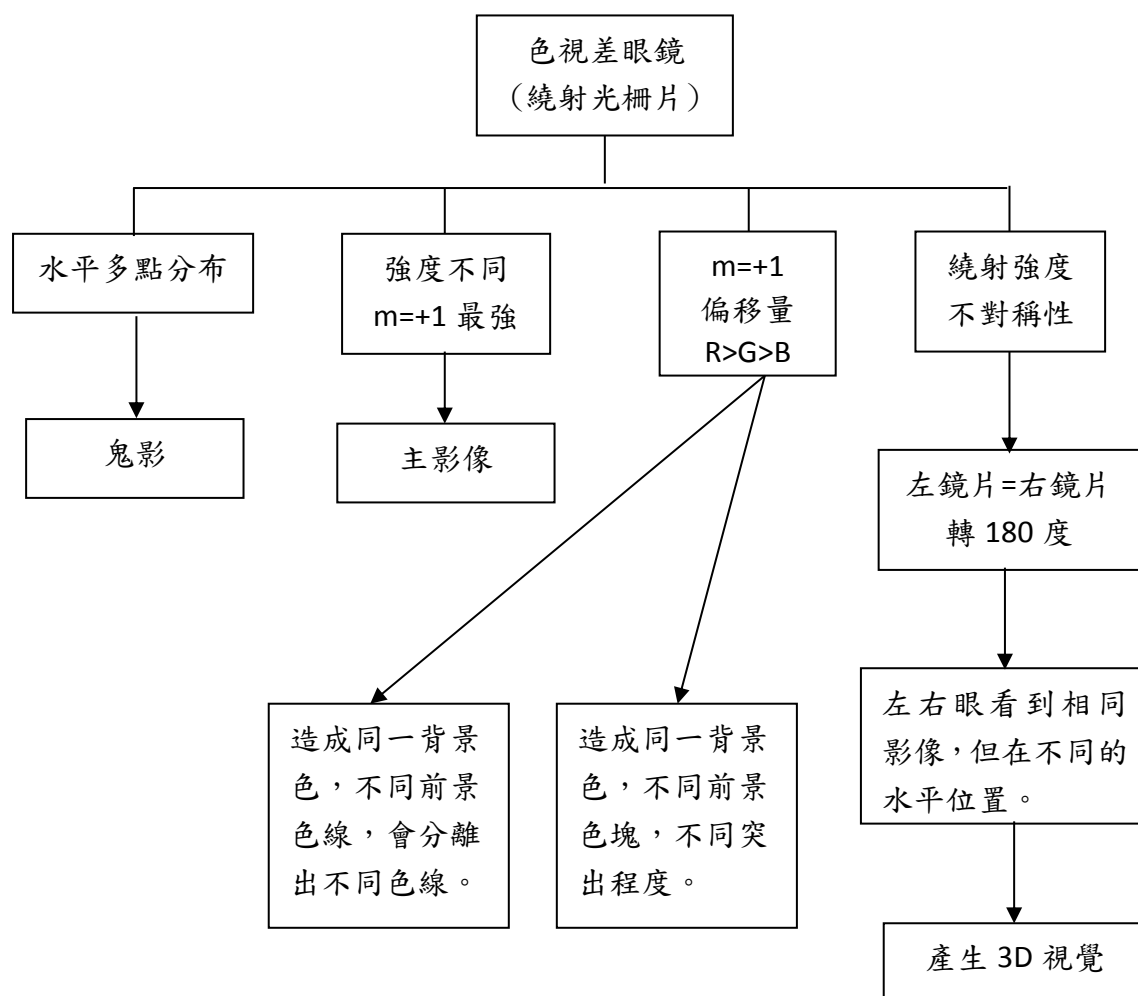 色視差眼鏡
（繞射光柵片）
水平多點分布
強度不同
m=+1 最強
m=+1
偏移量
R>G>B
繞射強度
不對稱性
鬼影
主影像
左鏡片=右鏡片
轉 180 度
造成同一背景
色，不同前景
色線，會分離
出不同色線。
造成同一背景
色，不同前景
色塊，不同突
出程度。
左右眼看到相同
影像，但在不同的
水平位置。
產生 3D 視覺